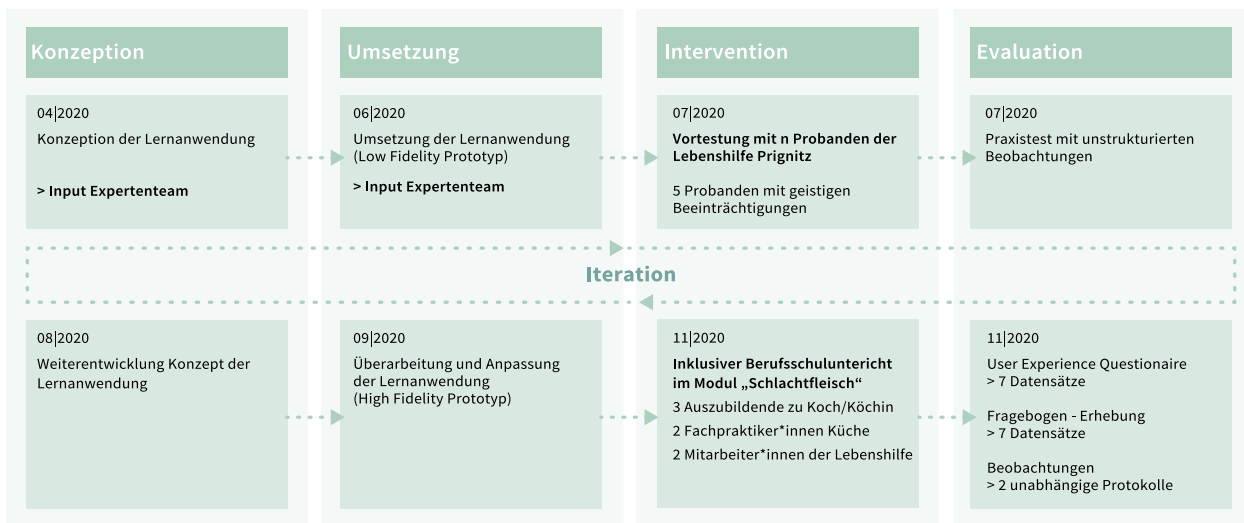 Konzeption
Umsetzung
Intervention
Evaluation
04|2020
Konzeption der Lernanwendung
> Input Expertenteam
06|2020
Umsetzung der Lernanwendung
(Low Fidelity Prototyp)
> Input Expertenteam
07|2020
Vortestung mit n Probanden der
Lebenshilfe Prignitz
5 Probanden mit geistigen
Beeinträchtigungen
07|2020
Praxistest mit unstrukturierten
Beobachtungen
Iteration
08|2020
Weiterentwicklung Konzept der
Lernanwendung
09|2020
Überarbeitung und Anpassung
der Lernanwendung
(High Fidelity Prototyp)
11|2020
Inklusiver Berufsschulunterricht
im Modul „Schlachtfleisch“
3 Auszubildende zu Koch/Köchin
2 Fachpraktiker*innen Küche
2 Mitarbeiter*innen der Lebenshilfe
11|2020
User Experience Questionaire
> 7 Datensätze
Fragebogen - Erhebung
> 7 Datensätze
Beobachtungen
> 2 unabhängige Protokolle